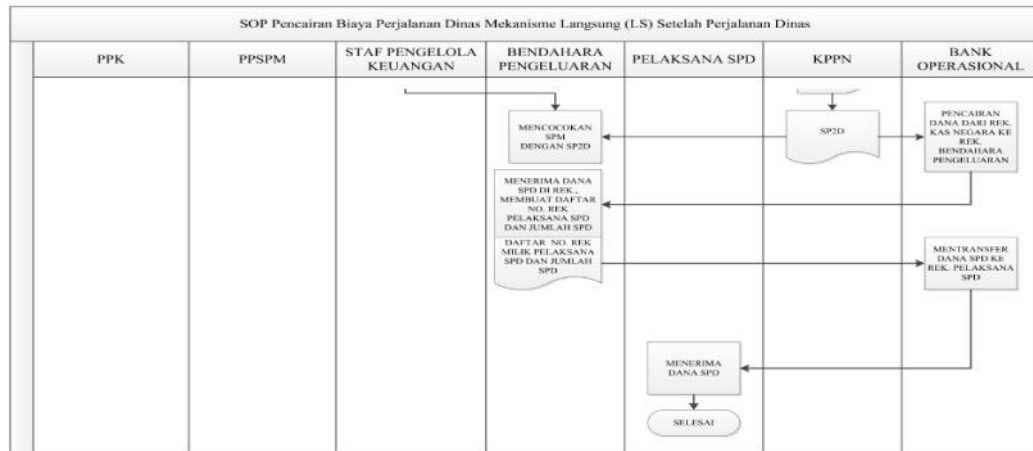 SOP Pencairan Biaya Perjalanan Dinas Mekanisme Langsung (LS) Setelah Perjalanan Dinas
PPK
PPSPM
STAF PENGELOLA
KEUANGAN
BENDAHARA
PENGELUARAN
PELAKSANA SPD
KPPN
BANK
OPERASIONAL
MENCOCOKAN
SPM
DENGAN SP2D
SP2D
PENCAIRAN
DANA DARI REK.
KAS NEGARA KE
REK.
BENDAHARA
PENGELUARAN
MENERIMA DANA
SPD DI REK.,
MEMBUAT DAFTAR
NO. REK
PELAKSANA SPD
DAN JUMLAH SPD
DAFTAR NO. REK
MILIK PELAKSANA
SPD DAN JUMLAH
SPD
MENTRANSFER
DANA SPD KE
REK. PELAKSANA
SPD
MENERIMA
DANA SPD
SELESAI